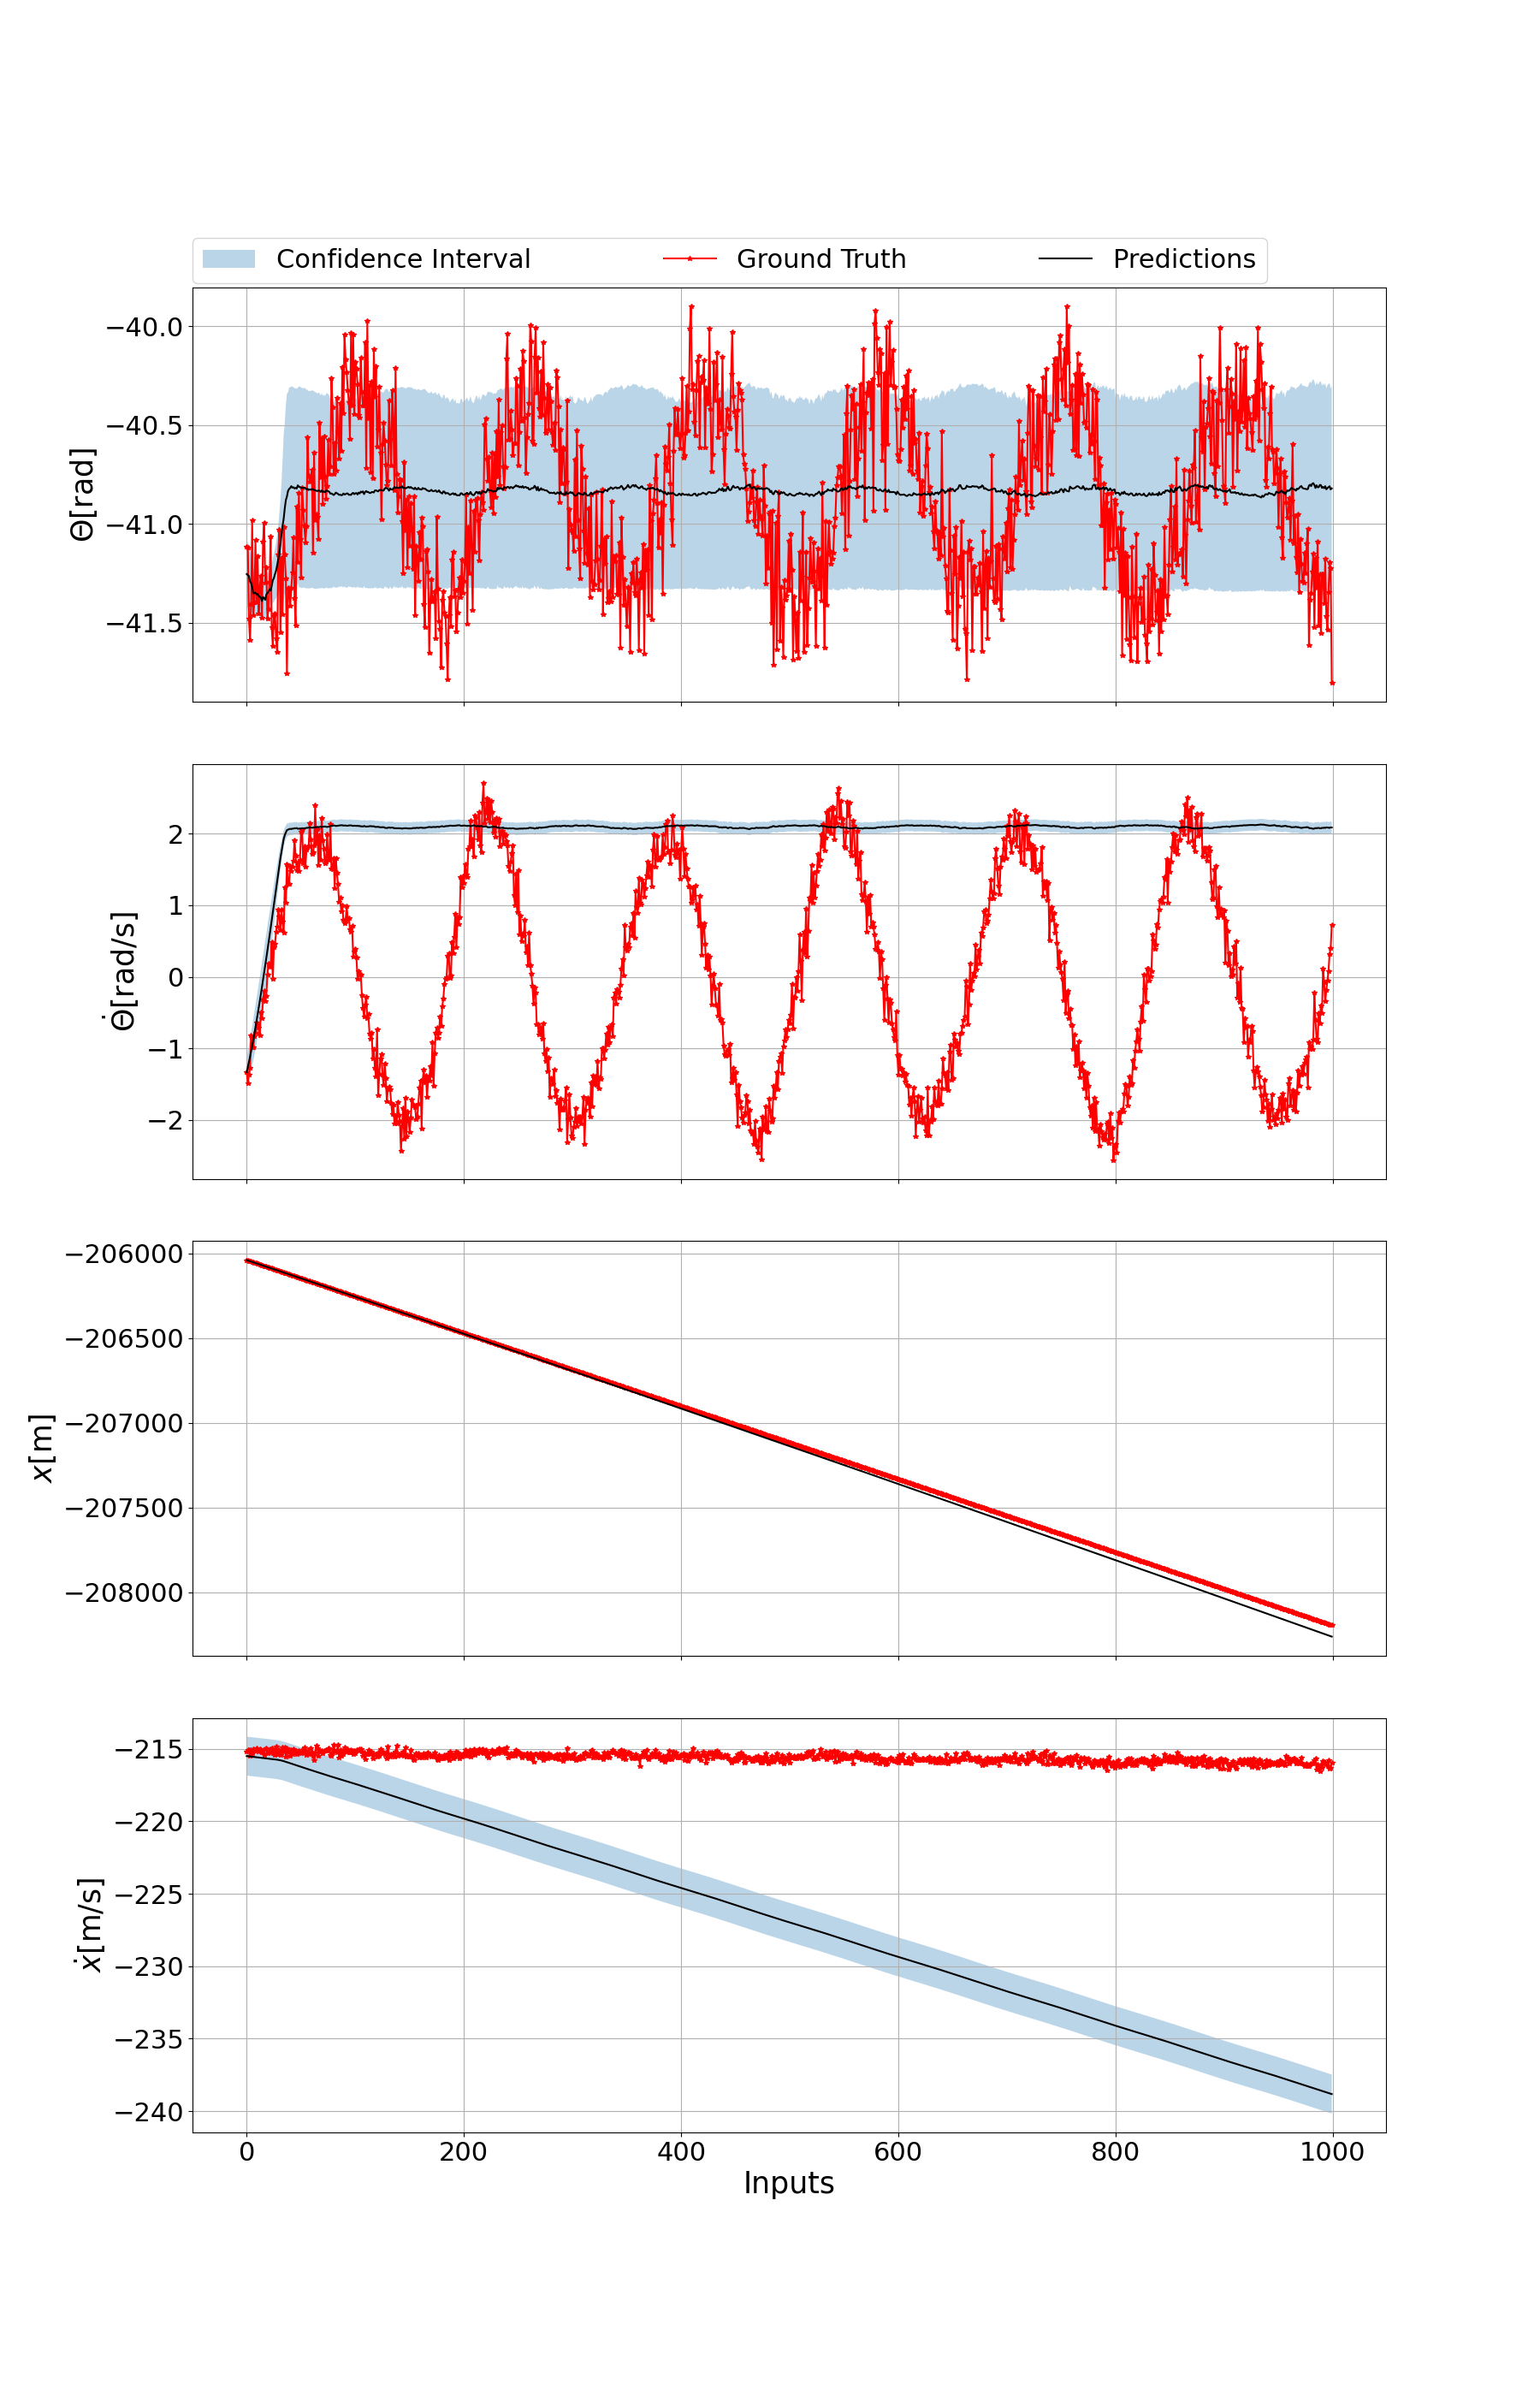 Confidence Interval Ground Truth Predictions
−40.0
−40.5
−41.0
−41.5
Θ[rad]
2
1
0
−1
−2
Θ̇[rad/s]
−206000
−206500
−207000
−207500
−208000
x[m]
−215
−220
−225
−230
−235
−240
ẋ[m/s]
0 200 400 600 800 1000
Inputs